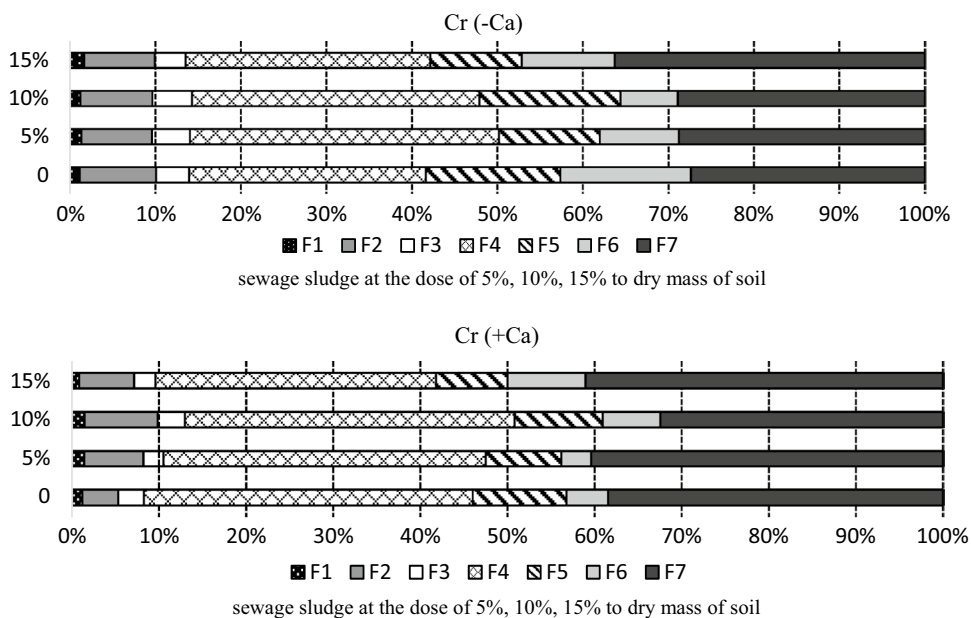 Cr (-Ca)
15%
10%
5%
0
0% 10% 20% 30% 40% 50% 60% 70% 80% 90% 100%
F1 F2 F3 F4 F5 F6 F7
sewage sludge at the dose of 5%, 10%, 15% to dry mass of soil
Cr (+Ca)
15%
10%
5%
0
0% 10% 20% 30% 40% 50% 60% 70% 80% 90% 100%
F1 F2 F3 F4 F5 F6 F7
sewage sludge at the dose of 5%, 10%, 15% to dry mass of soil